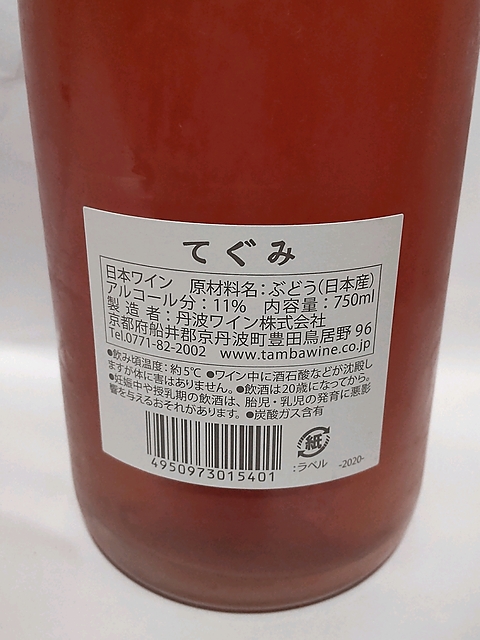 てぐみ
日本ワイン 原材料名：ぶどう（日本産）
アルコール分：11% 内容量：750ml
製造者：丹波ワイン株式会社
京都府船井郡京丹波町豊田鳥居野 96
Tel.0771-82-2002 www.tambawine.co.jp
●飲み頃温度：約5℃ ●ワイン中に酒石酸などが沈殿し
ますが体に害はありません。●飲酒は20歳になってから。
●妊娠中や授乳期の飲酒は、胎児・乳児の発育に悪影
響を与えるおそれがあります。●炭酸ガス含有
4950973015401
紙
：ラベル -2020-